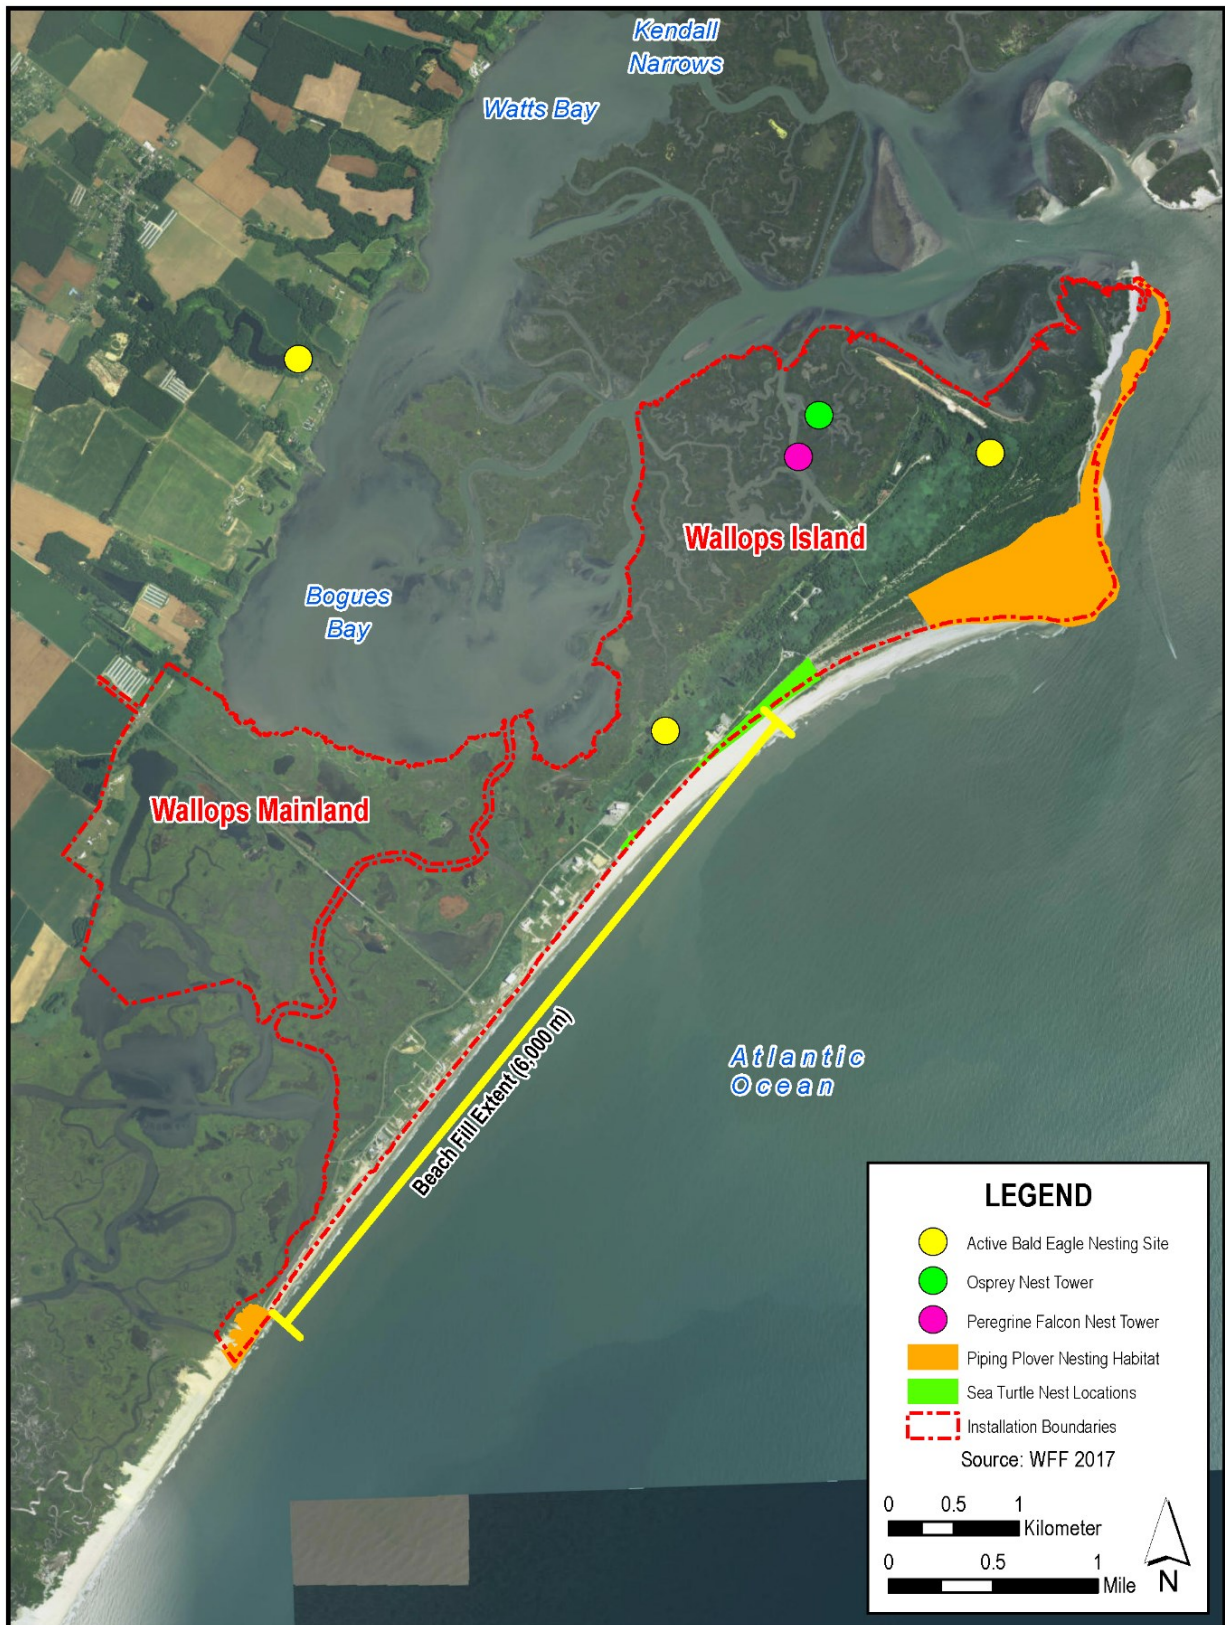 Kendall
Narrows
Watts Bay
Wallops Island
Bogues
Bay
Wallops Mainland
Beach Fill Extent (6,000 m)
Atlantic
Ocean
LEGEND
Active Bald Eagle Nesting Site
Osprey Nest Tower
Peregrine Falcon Nest Tower
Piping Plover Nesting Habitat
Sea Turtle Nest Locations
Installation Boundaries
Source: WFF 2017
0 0.5 1
Kilometer
0 0.5 1
Mile
N